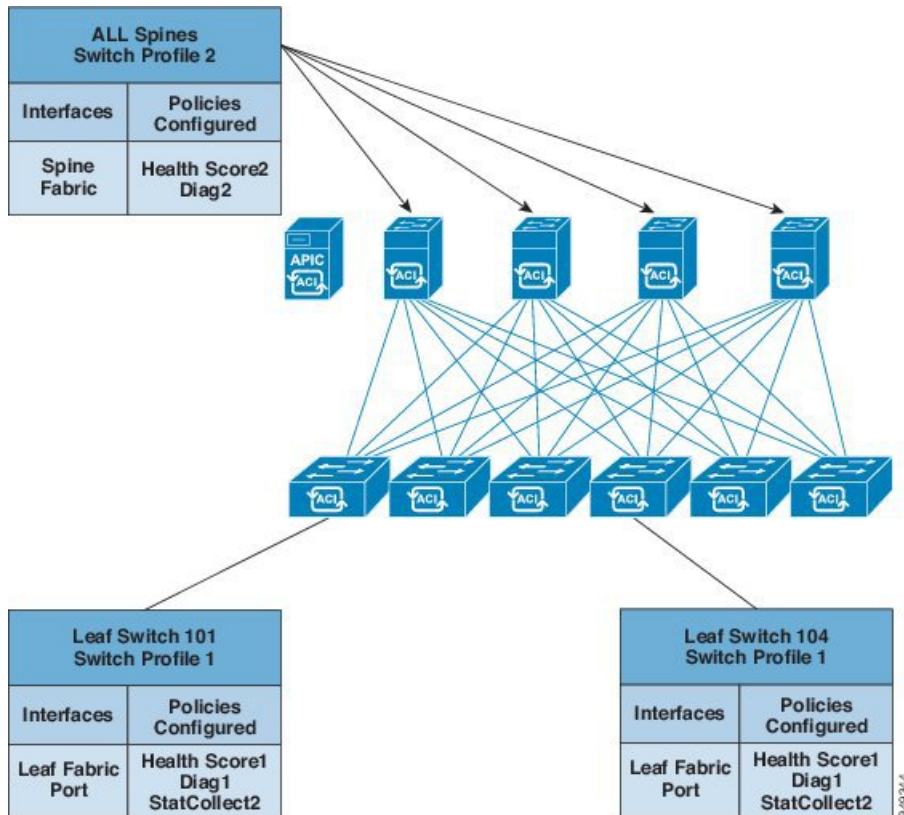 ALL Spines
Switch Profile 2
Interfaces
Policies
Configured
Spine
Fabric
Health Score2
Diag2
APIC
ACI
ACI
ACI
ACI
ACI
ACI
ACI
ACI
ACI
ACI
ACI
Leaf Switch 101
Switch Profile 1
Interfaces
Policies
Configured
Leaf Fabric
Port
Health Score1
Diag1
StatCollect2
Leaf Switch 104
Switch Profile 1
Interfaces
Policies
Configured
Leaf Fabric
Port
Health Score1
Diag1
StatCollect2